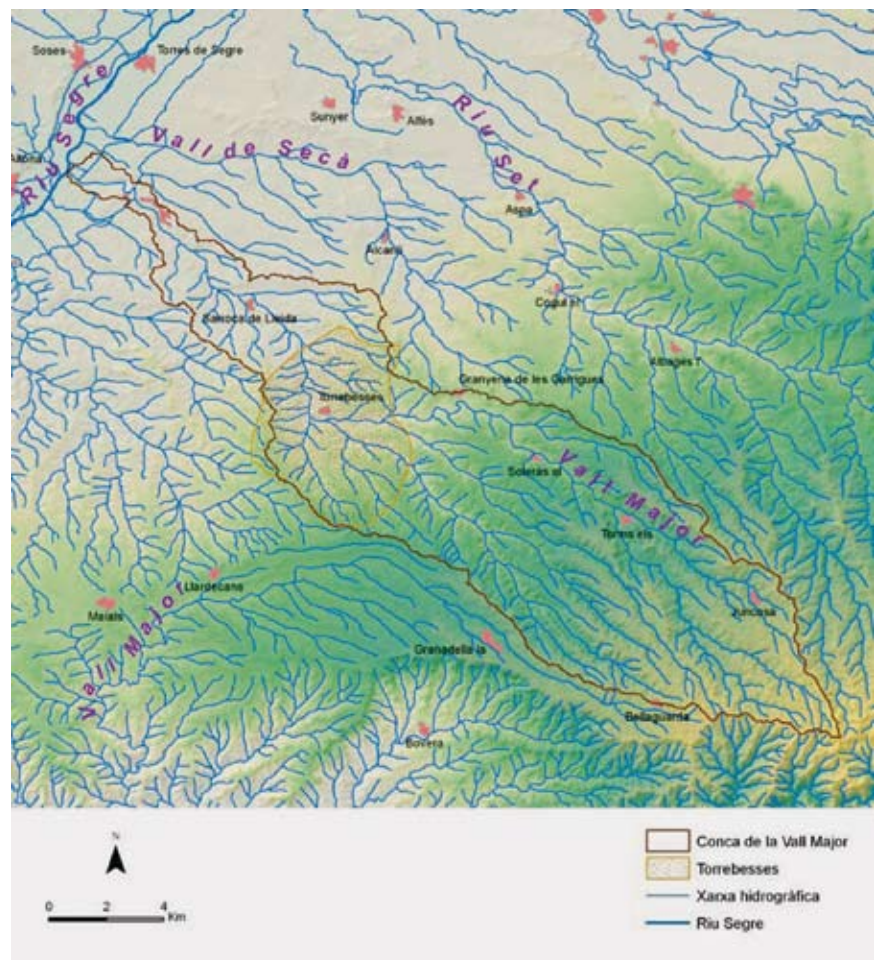 Soses
Torres de Segre
Sunyer
Alfés
Riu Segre
Vall de Secà
Riu Set
Aspa
Alcanó
Cogul el
Sarroca de Lleida
Albagés l'
Granyena de les Garrigues
Torrebesses
Soleràs el
Vall Major
Torms els
Llardecans
Maials
Vall Major
Juncosa
Granadella la
Bellaguarda
Bovera
N
0 2 4
Km
Conca de la Vall Major
Torrebesses
Xarxa hidrogràfica
Riu Segre